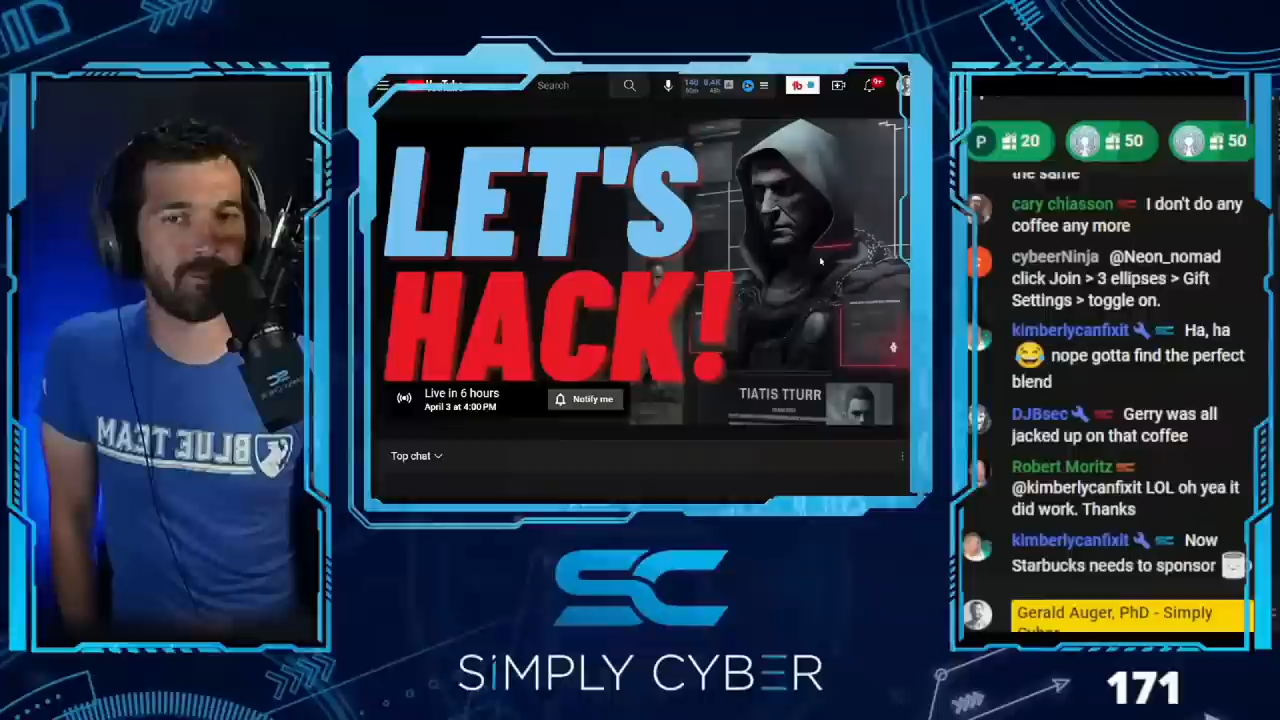 Search
9+
LET'S
HACK!
Live in 6 hours
April 3 at 4:00 PM
Notify me
TIATIS TTURR
Top chat
BLUE TEAM
SC
SIMPLY CYBER
P 20
50
50
the same
cary chiasson I don't do any
coffee any more
cybeerNinja @Neon_nomad
click Join > 3 ellipses > Gift
Settings > toggle on.
kimberlycanfixit Ha, ha
nope gotta find the perfect
blend
DJBsec Gerry was all
jacked up on that coffee
Robert Moritz
@kimberlycanfixit LOL oh yea it
did work. Thanks
kimberlycanfixit Now
Starbucks needs to sponsor
Gerald Auger, PhD - Simply
Cyber
171